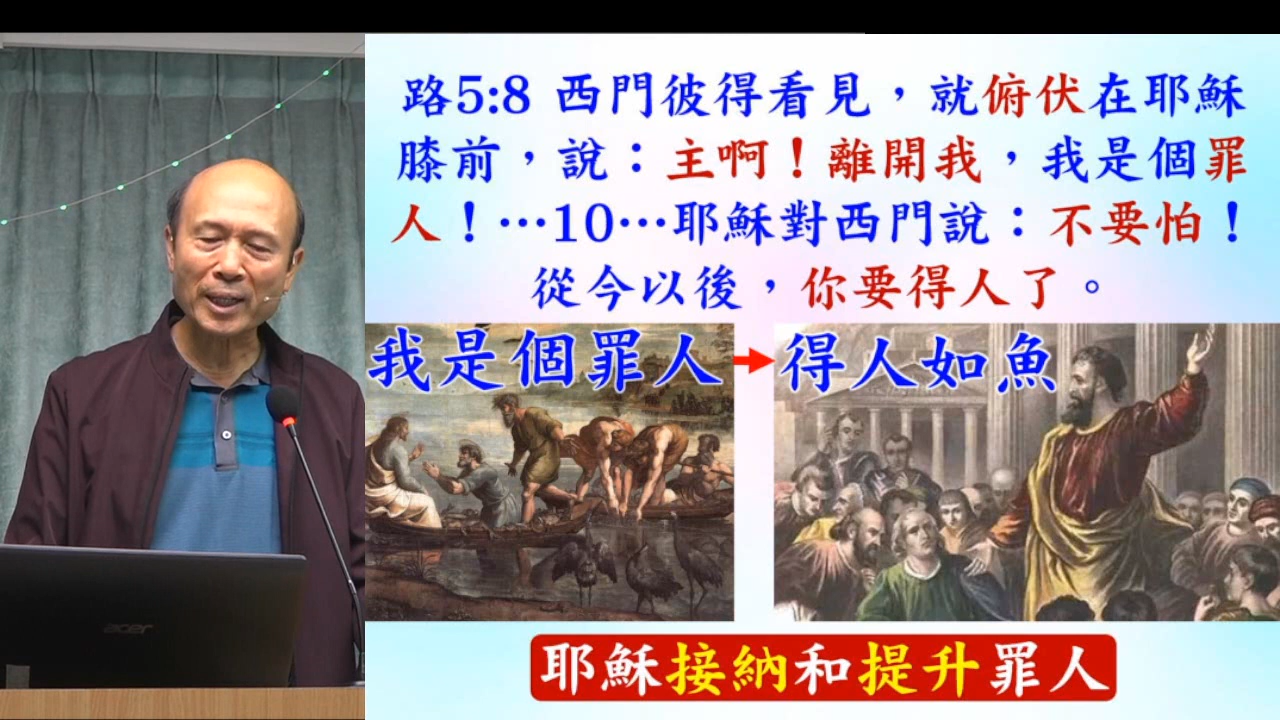 路5:8 西門彼得看見，就俯伏在耶穌
膝前，說：主啊！離開我，我是個罪
人！…10…耶穌對西門說：不要怕！
從今以後，你要得人了。
我是個罪人
得人如魚
耶穌接納和提升罪人
acer